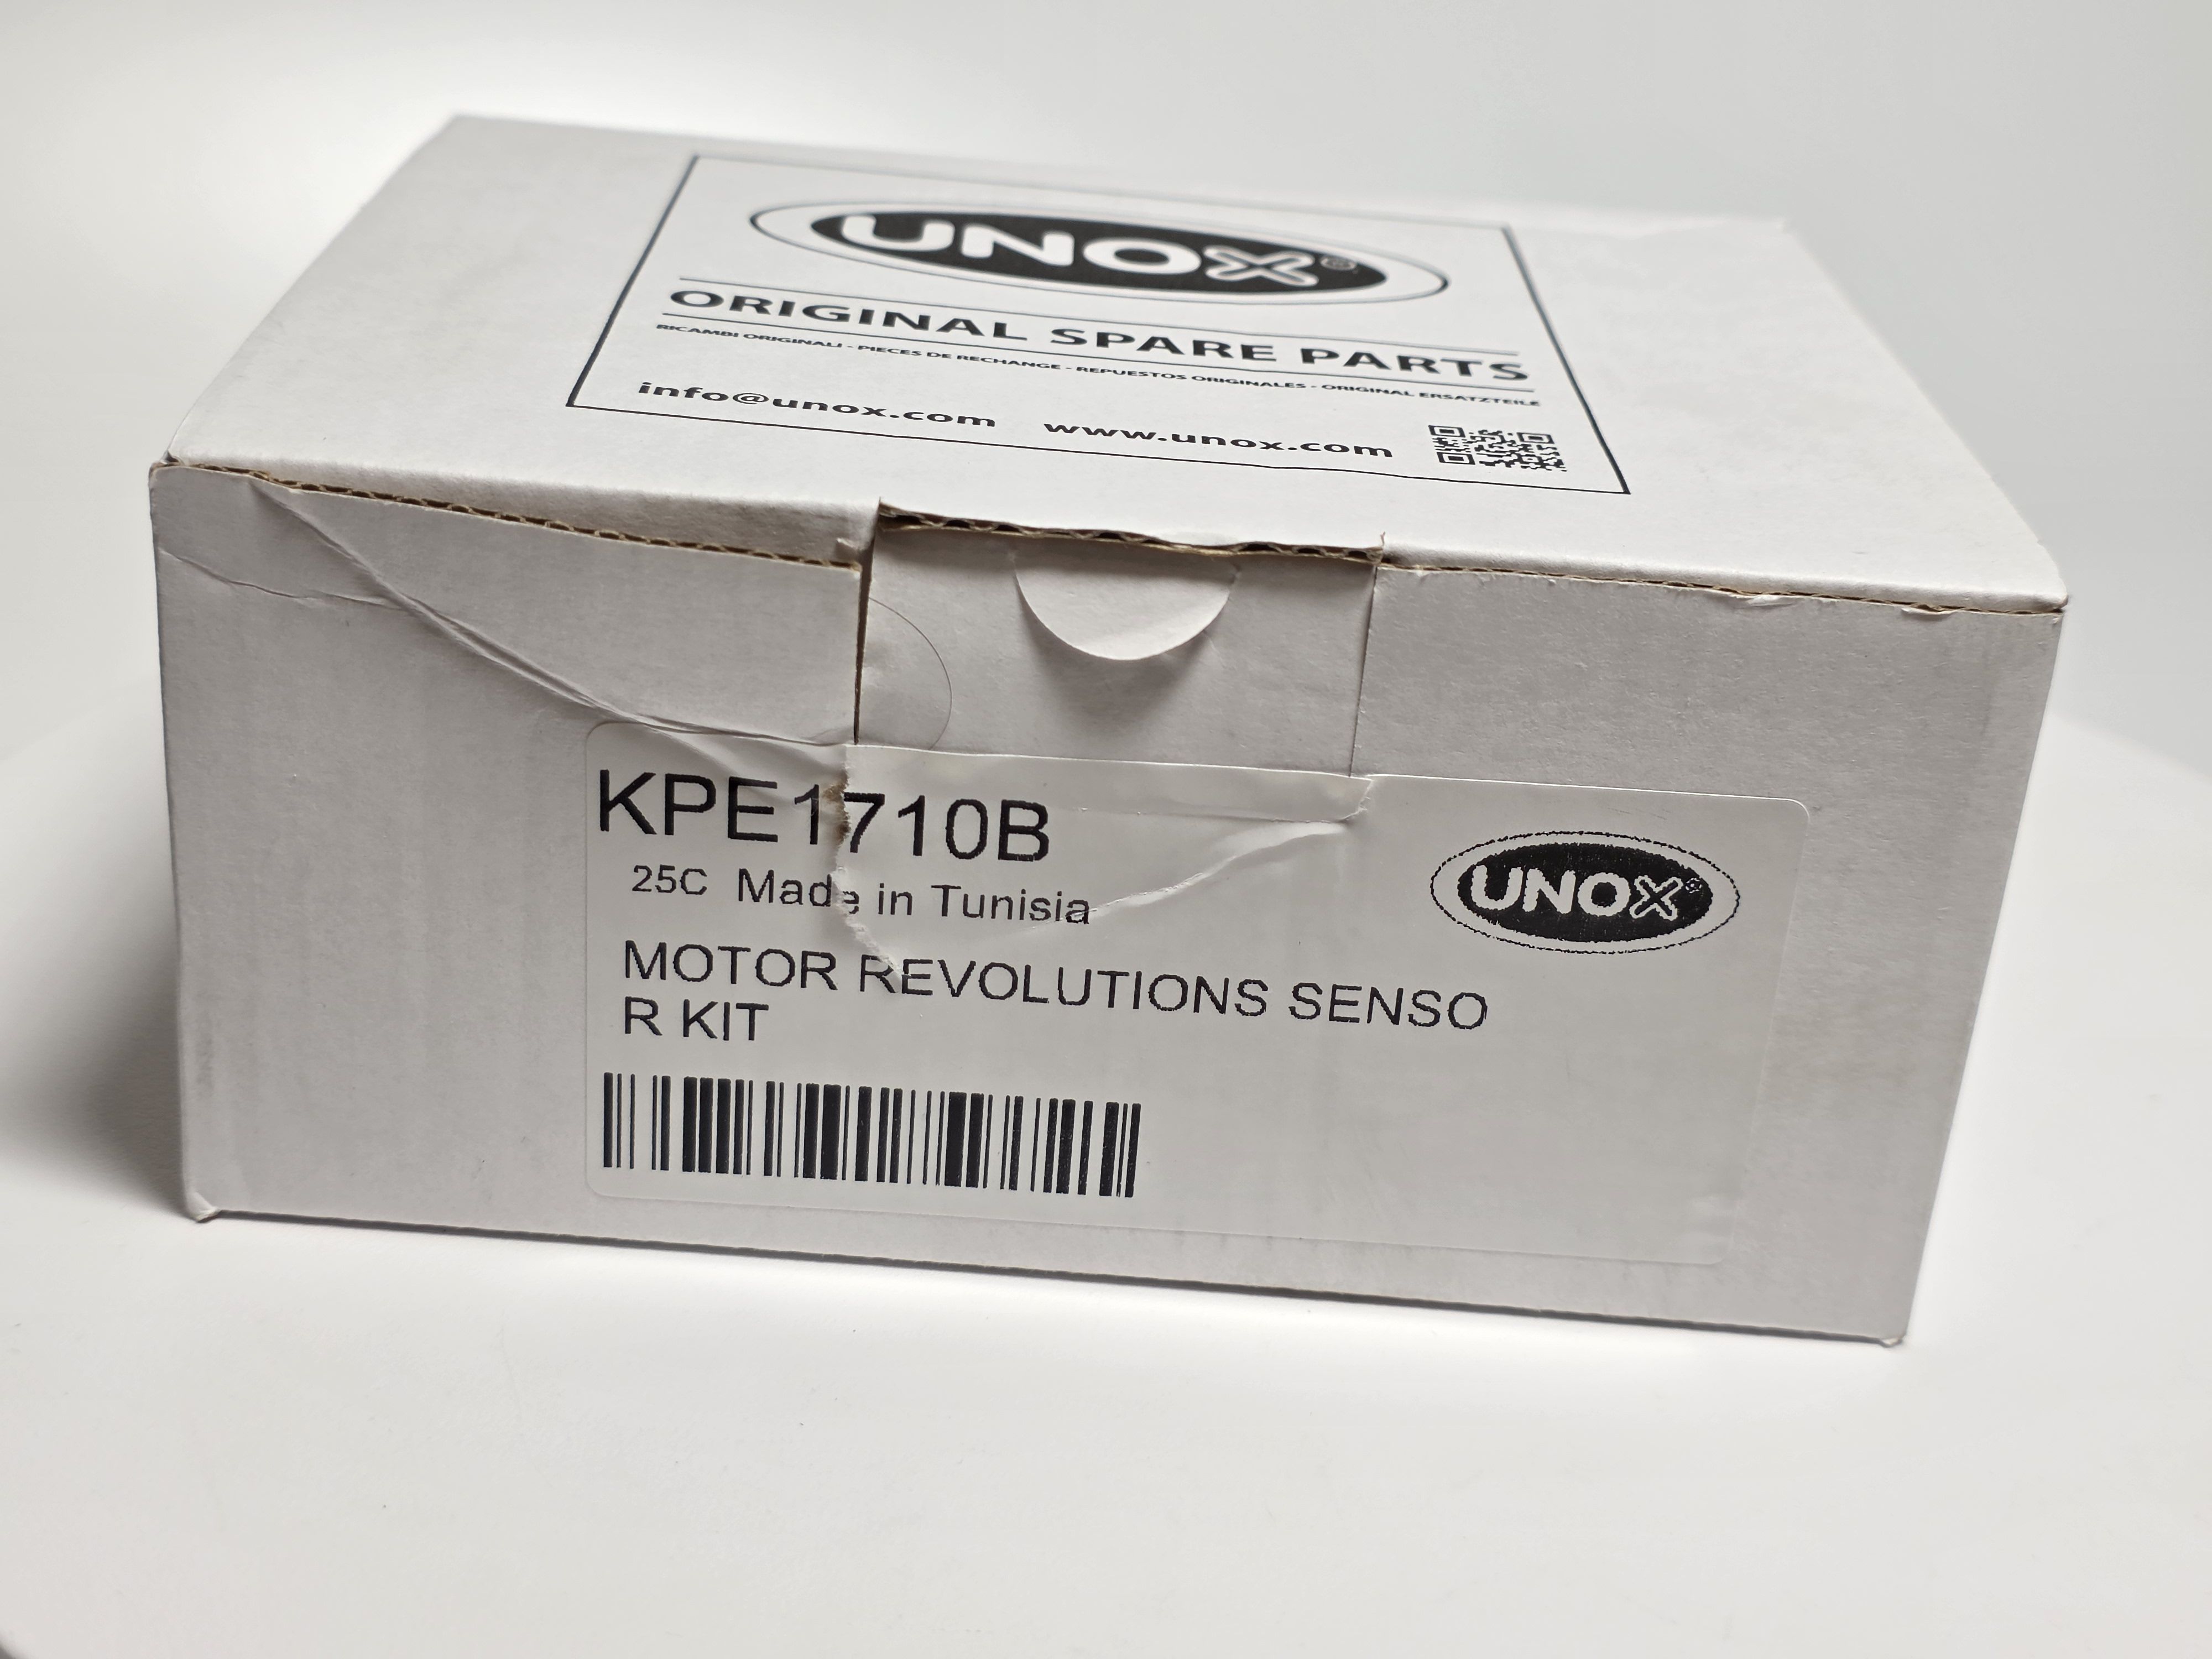 UNOX®
ORIGINAL SPARE PARTS
RICAMBI ORIGINALI - PIECES DE RECHANGE - REPUESTOS ORIGINALES - ORIGINAL ERSATZTEILE
info@unox.com www.unox.com
KPE1710B
25C Made in Tunisia
UNOX®
MOTOR REVOLUTIONS SENSO
R KIT